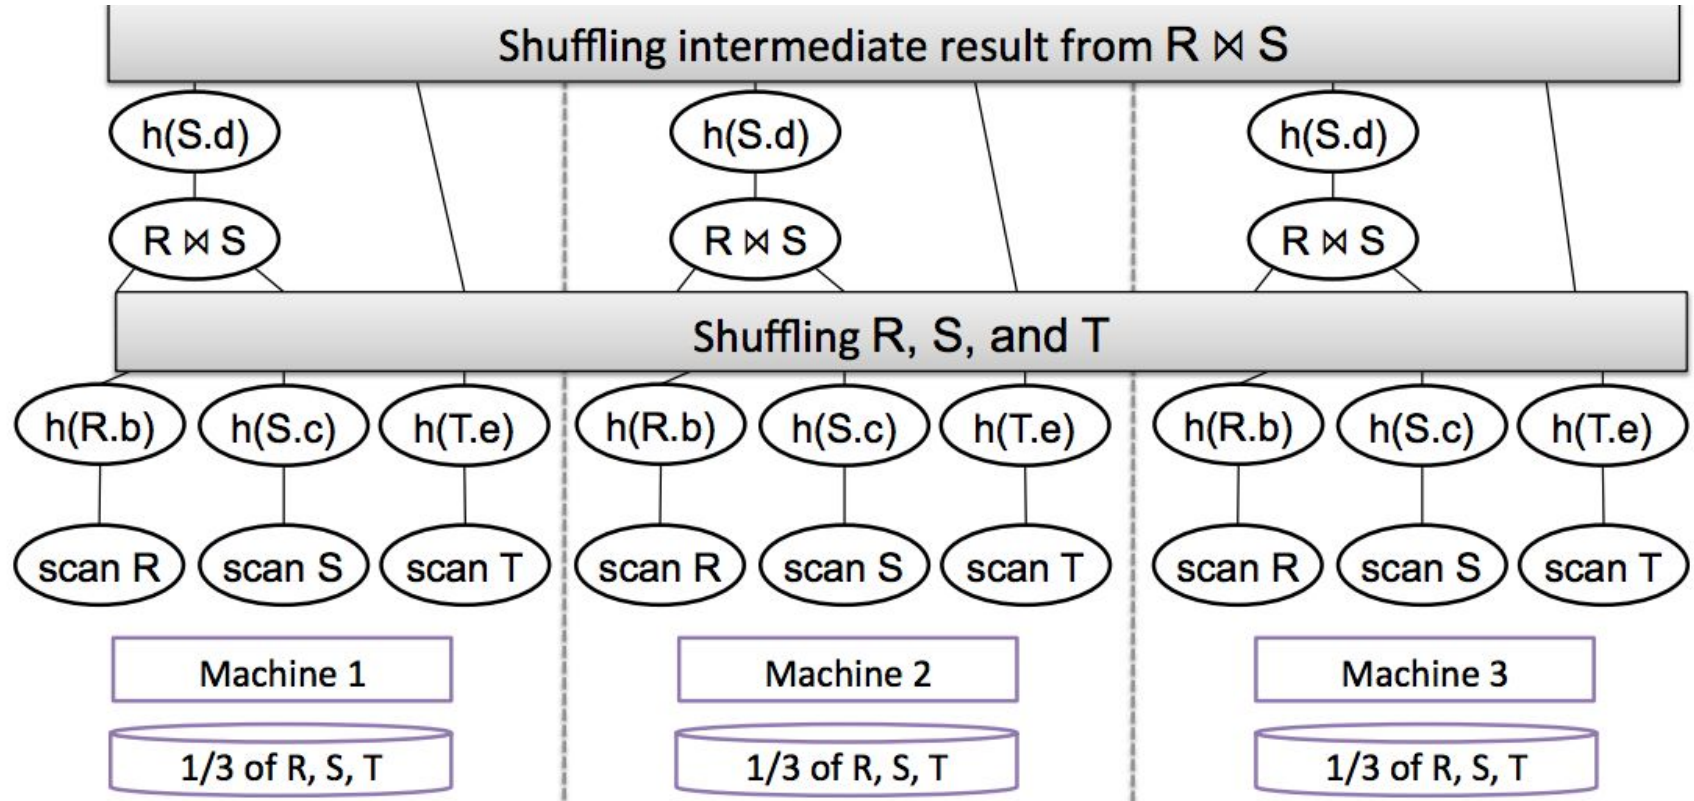 Shuffling intermediate result from R ⋈ S
h(S.d) h(S.d) h(S.d)
R ⋈ S R ⋈ S R ⋈ S
Shuffling R, S, and T
h(R.b) h(S.c) h(T.e) h(R.b) h(S.c) h(T.e) h(R.b) h(S.c) h(T.e)
scan R scan S scan T scan R scan S scan T scan R scan S scan T
Machine 1 Machine 2 Machine 3
1/3 of R, S, T 1/3 of R, S, T 1/3 of R, S, T